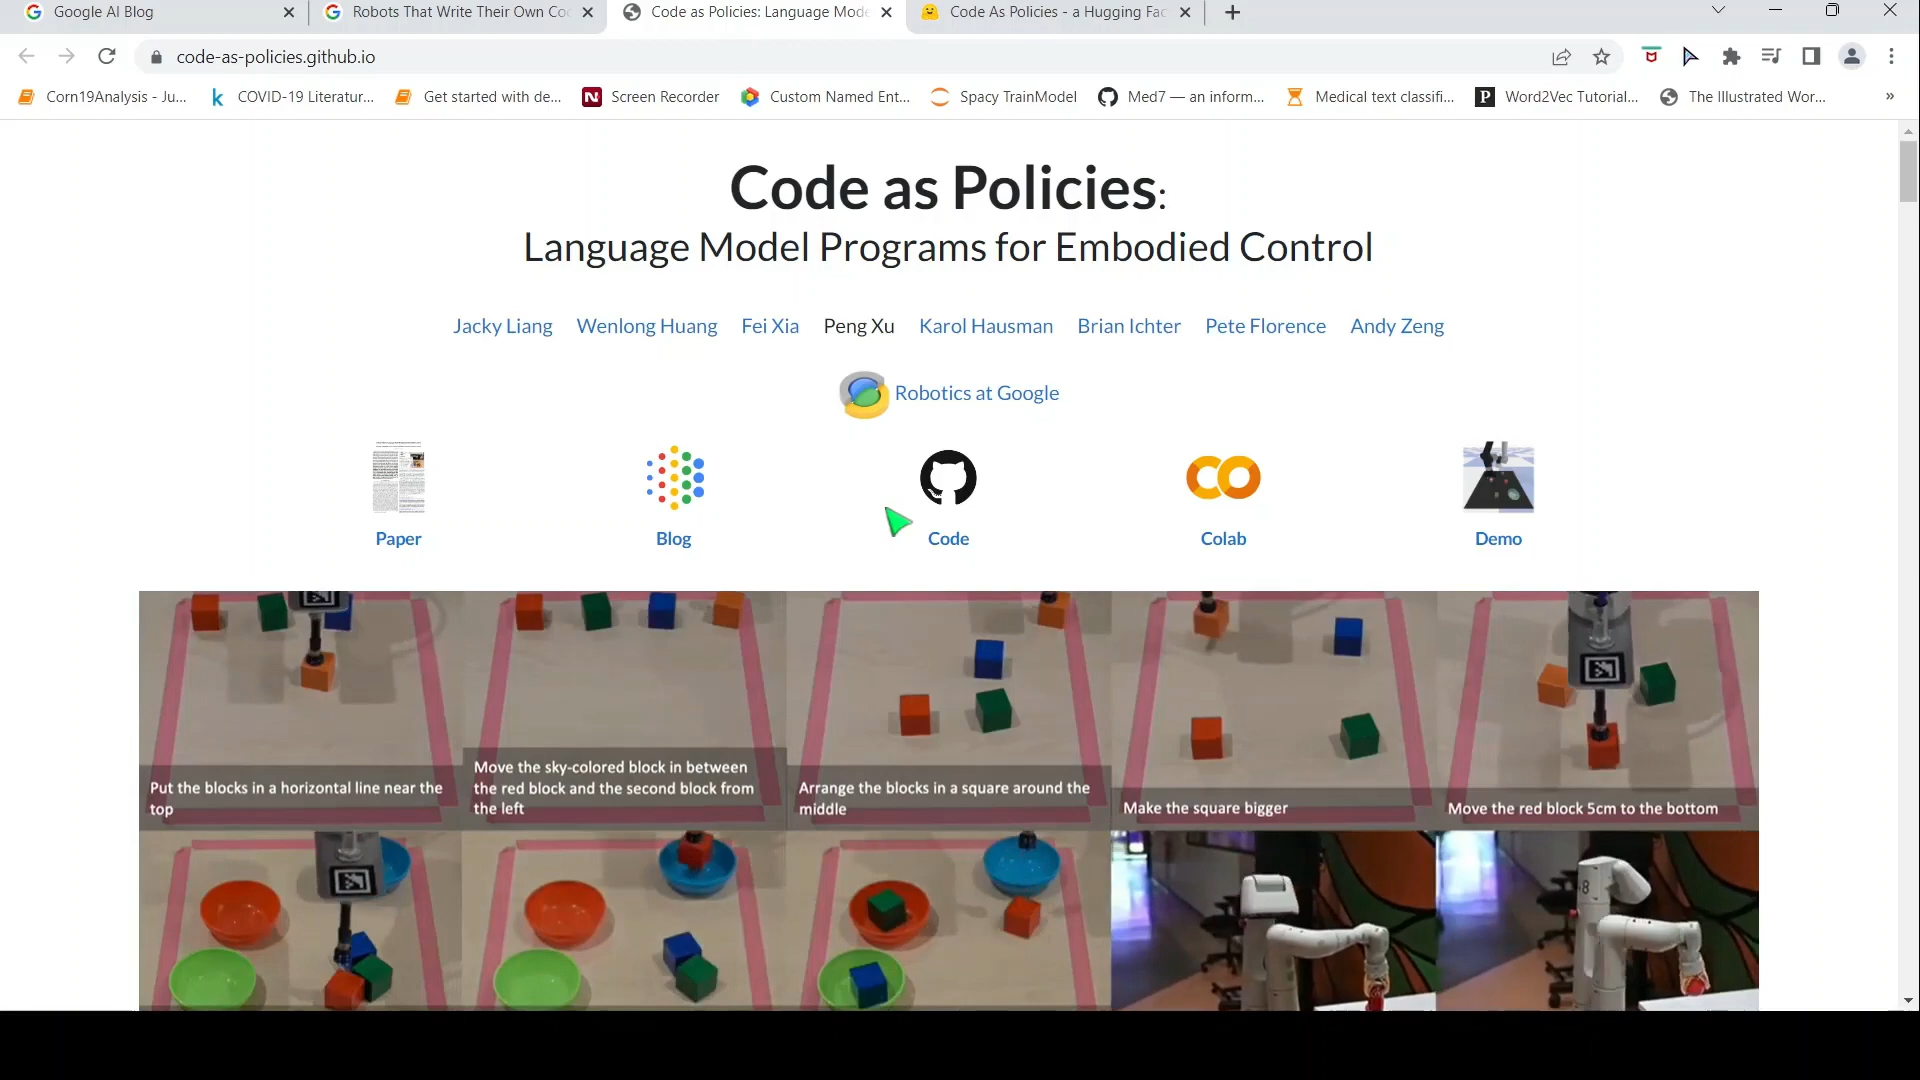 Google AI Blog
Robots That Write Their Own Co
Code as Policies: Language Mode
Code As Policies - a Hugging Fac
code-as-policies.github.io
Corn19Analysis - Ju...
COVID-19 Literatur...
Get started with de...
Screen Recorder
Custom Named Ent...
Spacy TrainModel
Med7 — an inform...
Medical text classifi...
Word2Vec Tutorial...
The Illustrated Wor...
»
Code as Policies:
Language Model Programs for Embodied Control
Jacky Liang Wenlong Huang Fei Xia Peng Xu Karol Hausman Brian Ichter Pete Florence Andy Zeng
Robotics at Google
Paper
Blog
Code
Colab
Demo
Put the blocks in a horizontal line near the
top
Move the sky-colored block in between
the red block and the second block from
the left
Arrange the blocks in a square around the
middle
Make the square bigger
Move the red block 5cm to the bottom